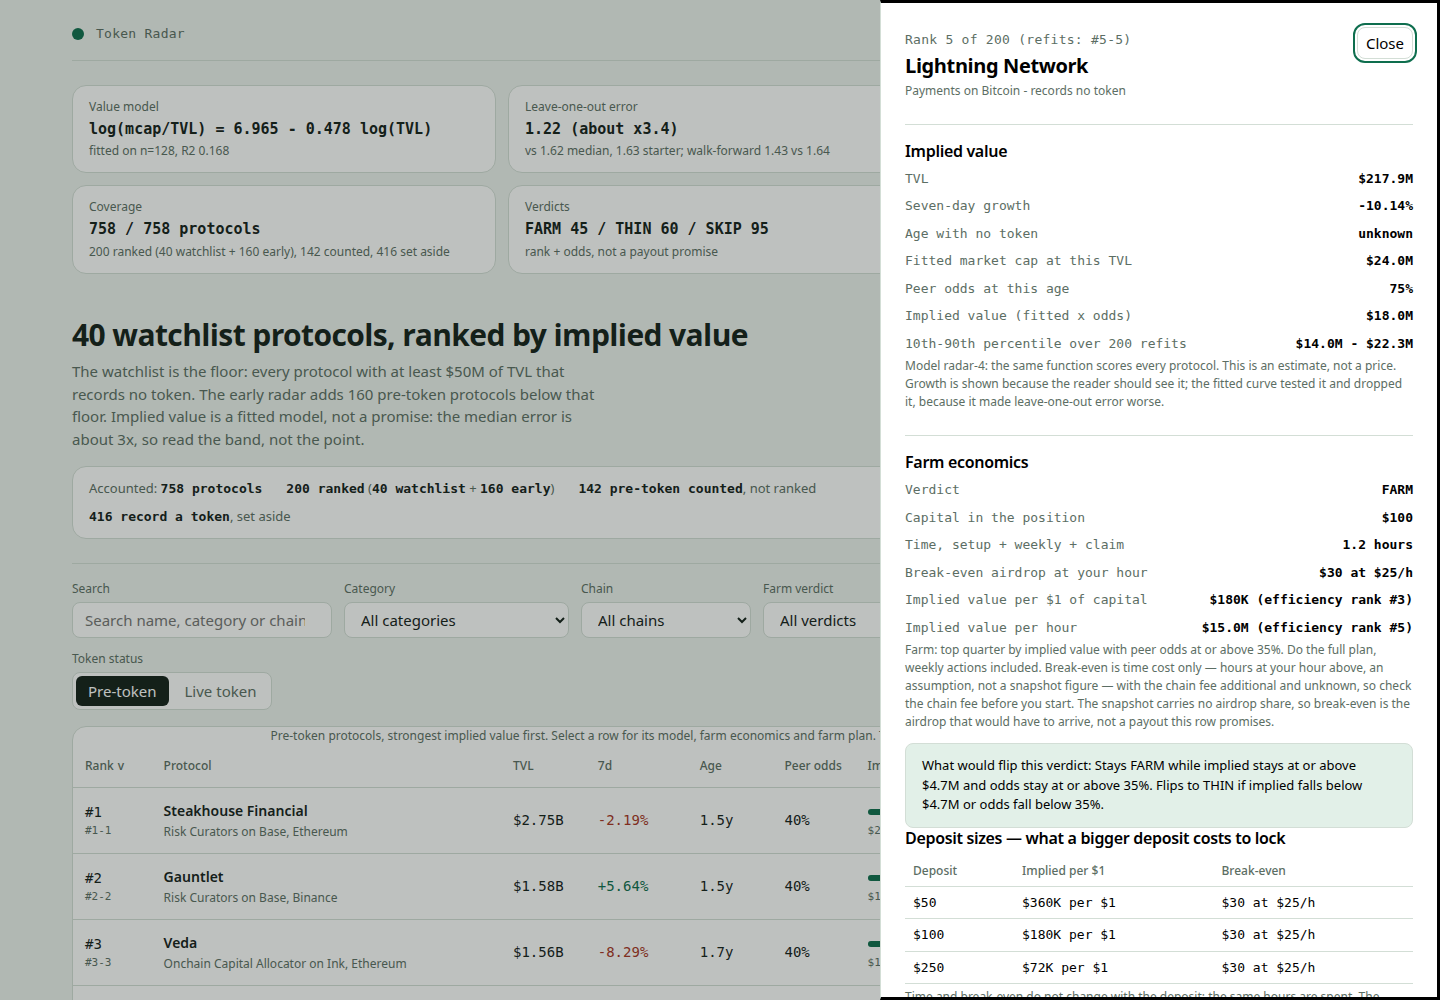 Token Radar
Value model
log(mcap/TVL) = 6.965 - 0.478 log(TVL)
fitted on n=128, R2 0.168
Leave-one-out error
1.22 (about x3.4)
vs 1.62 median, 1.63 starter; walk-forward 1.43 vs 1.64
Coverage
758 / 758 protocols
200 ranked (40 watchlist + 160 early), 142 counted, 416 set aside
Verdicts
FARM 45 / THIN 60 / SKIP 95
rank + odds, not a payout promise
40 watchlist protocols, ranked by implied value
The watchlist is the floor: every protocol with at least $50M of TVL that
records no token. The early radar adds 160 pre-token protocols below that
floor. Implied value is a fitted model, not a promise: the median error is
about 3x, so read the band, not the point.
Accounted: 758 protocols 200 ranked (40 watchlist + 160 early) 142 pre-token counted, not ranked
416 record a token, set aside
Search Category Chain Farm verdict
Search name, category or chain All categories All chains All verdicts
Token status
Pre-token Live token
Pre-token protocols, strongest implied value first. Select a row for its model, farm economics and farm plan.
Rank v Protocol TVL 7d Age Peer odds
#1 Steakhouse Financial $2.75B -2.19% 1.5y 40%
#1-1 Risk Curators on Base, Ethereum
#2 Gauntlet $1.58B +5.64% 1.5y 40%
#2-2 Risk Curators on Base, Binance
#3 Veda $1.56B -8.29% 1.7y 40%
#3-3 Onchain Capital Allocator on Ink, Ethereum
Rank 5 of 200 (refits: #5-5)
Close
Lightning Network
Payments on Bitcoin - records no token
Implied value
TVL $217.9M
Seven-day growth -10.14%
Age with no token unknown
Fitted market cap at this TVL $24.0M
Peer odds at this age 75%
Implied value (fitted x odds) $18.0M
10th-90th percentile over 200 refits $14.0M - $22.3M
Model radar-4: the same function scores every protocol. This is an estimate, not a price.
Growth is shown because the reader should see it; the fitted curve tested it and dropped
it, because it made leave-one-out error worse.
Farm economics
Verdict FARM
Capital in the position $100
Time, setup + weekly + claim 1.2 hours
Break-even airdrop at your hour $30 at $25/h
Implied value per $1 of capital $180K (efficiency rank #3)
Implied value per hour $15.0M (efficiency rank #5)
Farm: top quarter by implied value with peer odds at or above 35%. Do the full plan,
weekly actions included. Break-even is time cost only — hours at your hour above, an
assumption, not a snapshot figure — with the chain fee additional and unknown, so check
the chain fee before you start. The snapshot carries no airdrop share, so break-even is the
airdrop that would have to arrive, not a payout this row promises.
What would flip this verdict: Stays FARM while implied stays at or above
$4.7M and odds stay at or above 35%. Flips to THIN if implied falls below
$4.7M or odds fall below 35%.
Deposit sizes — what a bigger deposit costs to lock
Deposit Implied per $1 Break-even
$50 $360K per $1 $30 at $25/h
$100 $180K per $1 $30 at $25/h
$250 $72K per $1 $30 at $25/h
Time and break-even do not change with the deposit: the same hours are spent. The